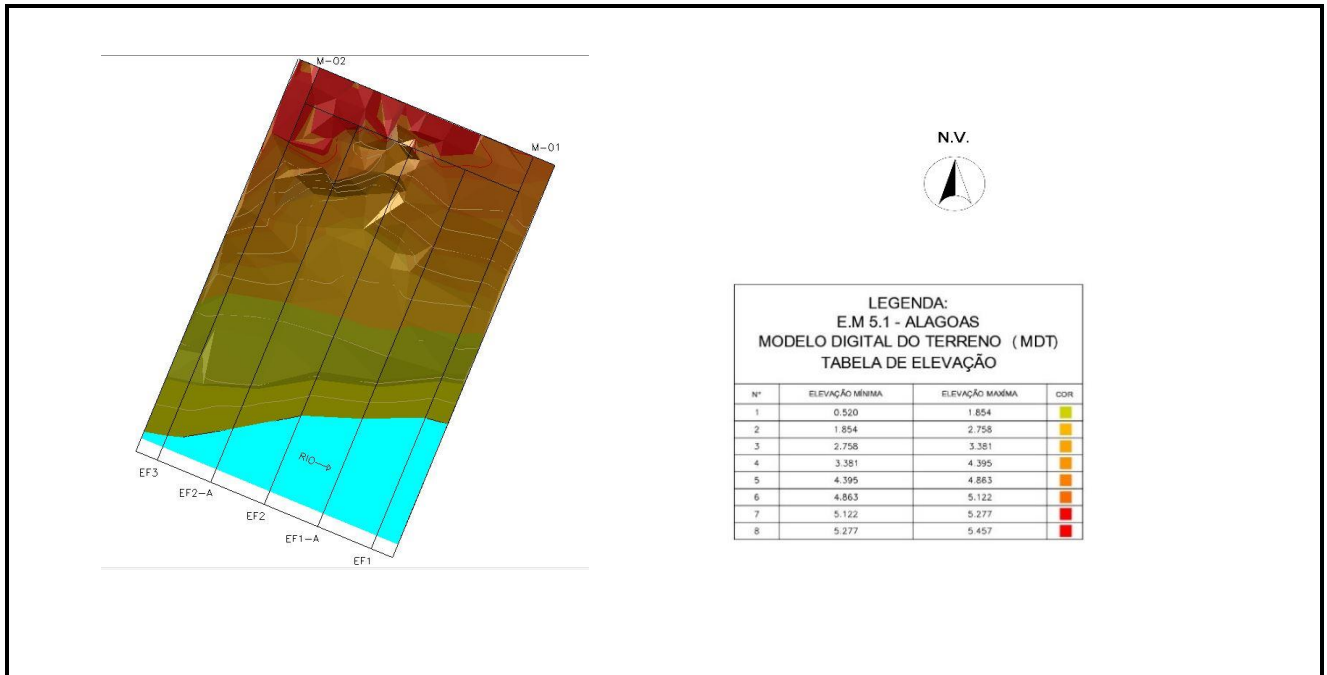 M-02
M-01
RIO
EF3
EF2-A
EF2
EF1-A
EF1
N.V.
LEGENDA:
E.M 5.1 - ALAGOAS
MODELO DIGITAL DO TERRENO (MDT)
TABELA DE ELEVAÇÃO
N° ELEVAÇÃO MÍNIMA ELEVAÇÃO MAXÍMA COR
1 0.520 1.854
2 1.854 2.758
3 2.758 3.381
4 3.381 4.395
5 4.395 4.863
6 4.863 5.122
7 5.122 5.277
8 5.277 5.457